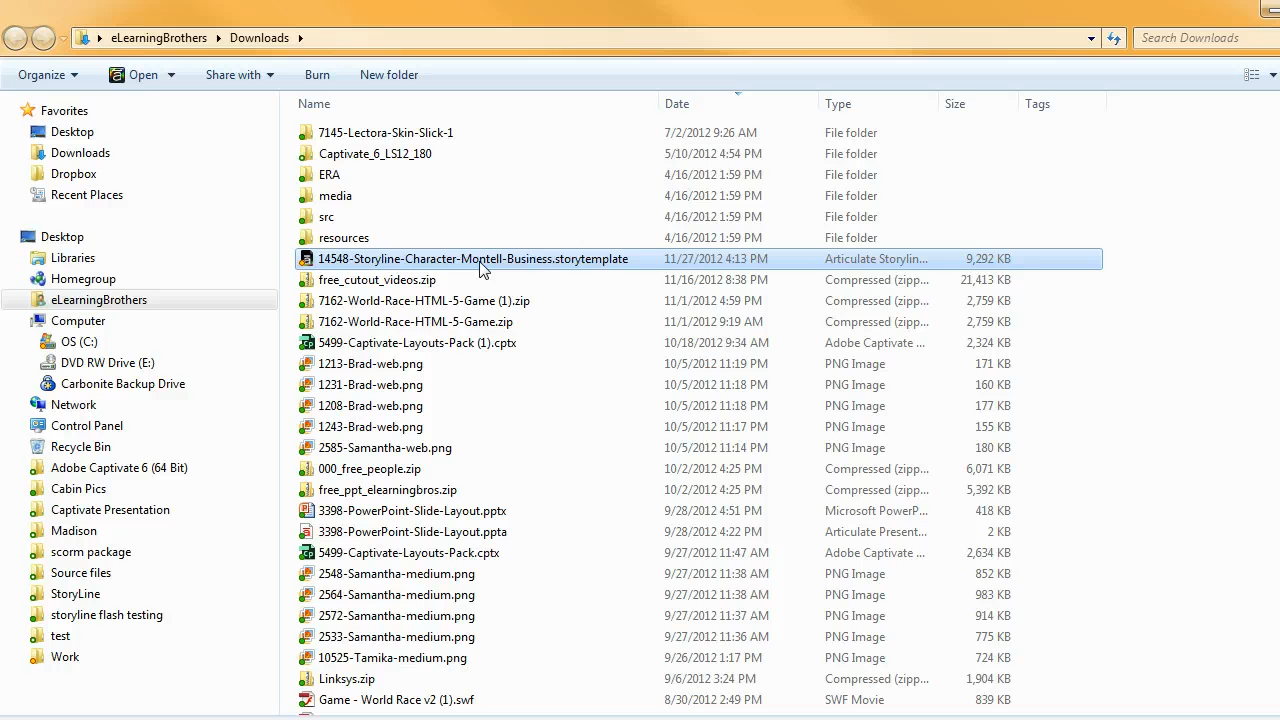 eLearningBrothers Downloads Search Downloads
Organize Open Share with Burn New folder
Name Date Type Size Tags
Favorites
Desktop
Downloads
Dropbox
Recent Places
Desktop
Libraries
Homegroup
eLearningBrothers
Computer
OS (C:)
DVD RW Drive (E:)
Carbonite Backup Drive
Network
Control Panel
Recycle Bin
Adobe Captivate 6 (64 Bit)
Cabin Pics
Captivate Presentation
Madison
scorm package
Source files
StoryLine
storyline flash testing
test
Work
7145-Lectora-Skin-Slick-1 7/2/2012 9:26 AM File folder
Captivate_6_LS12_180 5/10/2012 4:54 PM File folder
ERA 4/16/2012 1:59 PM File folder
media 4/16/2012 1:59 PM File folder
src 4/16/2012 1:59 PM File folder
resources 4/16/2012 1:59 PM File folder
14548-Storyline-Character-Montell-Business.storytemplate 11/27/2012 4:13 PM Articulate Storylin... 9,292 KB
free_cutout_videos.zip 11/16/2012 8:38 PM Compressed (zipp... 21,413 KB
7162-World-Race-HTML-5-Game (1).zip 11/1/2012 4:59 PM Compressed (zipp... 2,759 KB
7162-World-Race-HTML-5-Game.zip 11/1/2012 9:19 AM Compressed (zipp... 2,759 KB
5499-Captivate-Layouts-Pack (1).cptx 10/18/2012 9:34 AM Adobe Captivate ... 2,324 KB
1213-Brad-web.png 10/5/2012 11:19 PM PNG Image 171 KB
1231-Brad-web.png 10/5/2012 11:18 PM PNG Image 160 KB
1208-Brad-web.png 10/5/2012 11:18 PM PNG Image 177 KB
1243-Brad-web.png 10/5/2012 11:17 PM PNG Image 155 KB
2585-Samantha-web.png 10/5/2012 11:14 PM PNG Image 180 KB
000_free_people.zip 10/2/2012 4:25 PM Compressed (zipp... 6,071 KB
free_ppt_elearningbros.zip 10/2/2012 4:25 PM Compressed (zipp... 5,392 KB
3398-PowerPoint-Slide-Layout.pptx 9/28/2012 4:51 PM Microsoft PowerP... 418 KB
3398-PowerPoint-Slide-Layout.ppta 9/28/2012 4:22 PM Articulate Present... 2 KB
5499-Captivate-Layouts-Pack.cptx 9/27/2012 11:47 AM Adobe Captivate ... 2,634 KB
2548-Samantha-medium.png 9/27/2012 11:38 AM PNG Image 852 KB
2564-Samantha-medium.png 9/27/2012 11:38 AM PNG Image 983 KB
2572-Samantha-medium.png 9/27/2012 11:37 AM PNG Image 914 KB
2533-Samantha-medium.png 9/27/2012 11:36 AM PNG Image 775 KB
10525-Tamika-medium.png 9/26/2012 1:17 PM PNG Image 724 KB
Linksys.zip 9/6/2012 3:24 PM Compressed (zipp... 1,904 KB
Game - World Race v2 (1).swf 8/30/2012 2:49 PM SWF Movie 839 KB